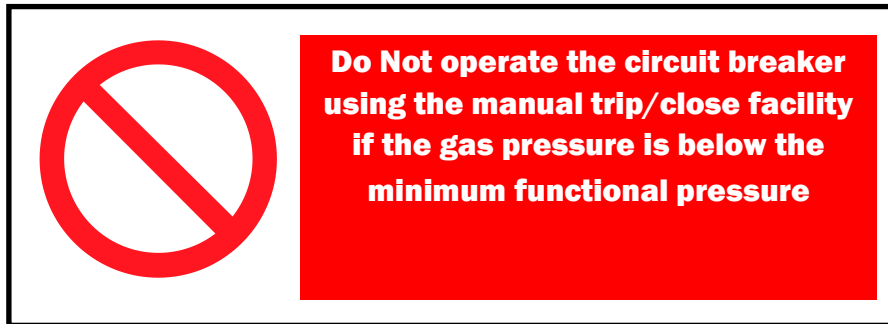 Do Not operate the circuit breaker
using the manual trip/close facility
if the gas pressure is below the
minimum functional pressure